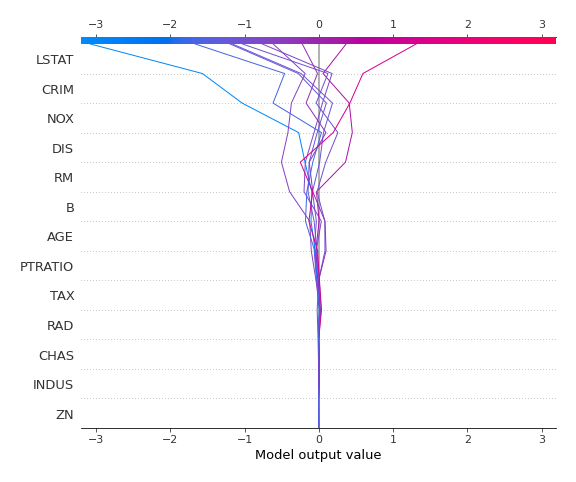 −3 −2 −1 0 1 2 3
LSTAT
CRIM
NOX
DIS
RM
B
AGE
PTRATIO
TAX
RAD
CHAS
INDUS
ZN
−3 −2 −1 0 1 2 3
Model output value